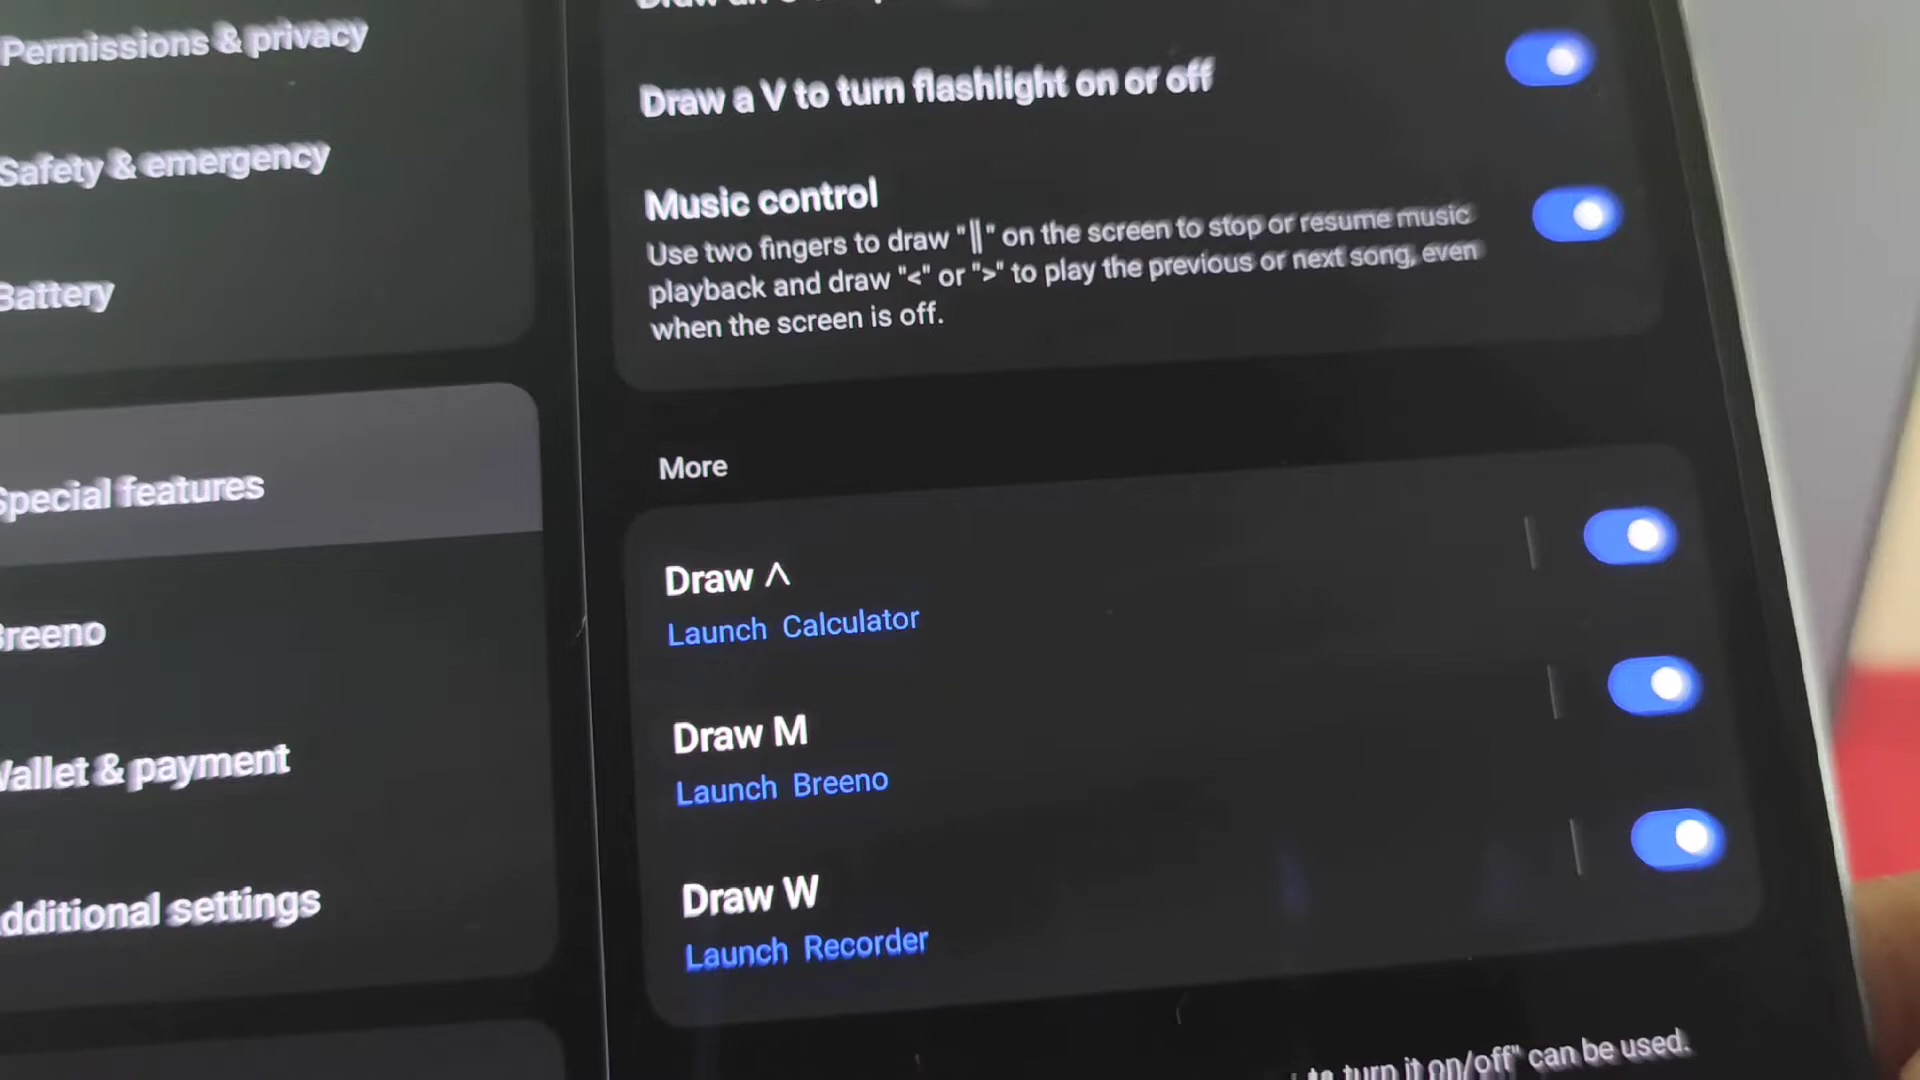 Permissions & privacy
Safety & emergency
Battery
Special features
Breeno
Wallet & payment
dditional settings
Draw a V to turn flashlight on or off
Music control
Use two fingers to draw "||" on the screen to stop or resume music
playback and draw "<" or ">" to play the previous or next song, even
when the screen is off.
More
Draw ᐱ
Launch Calculator
Draw M
Launch Breeno
Draw W
Launch Recorder
to turn it on/off" can be used.